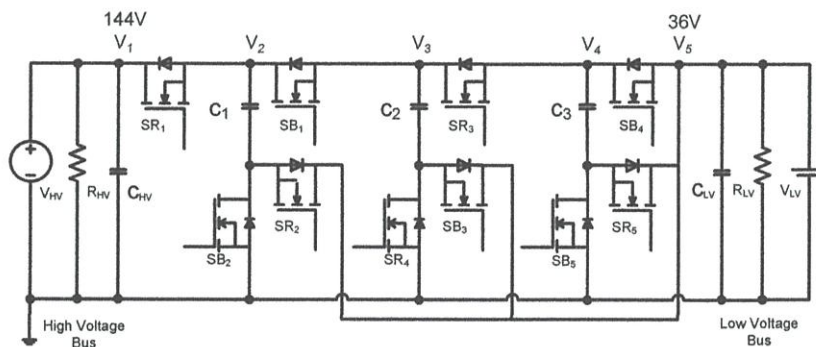 144V
36V
V1
V2
V3
V4
V5
SR1
C1
SB1
C2
SR3
C3
SB4
VHV
RHV
CHV
SR2
SB3
SR5
CLV
RLV
VLV
SB2
SR4
SB5
High Voltage
Bus
Low Voltage
Bus